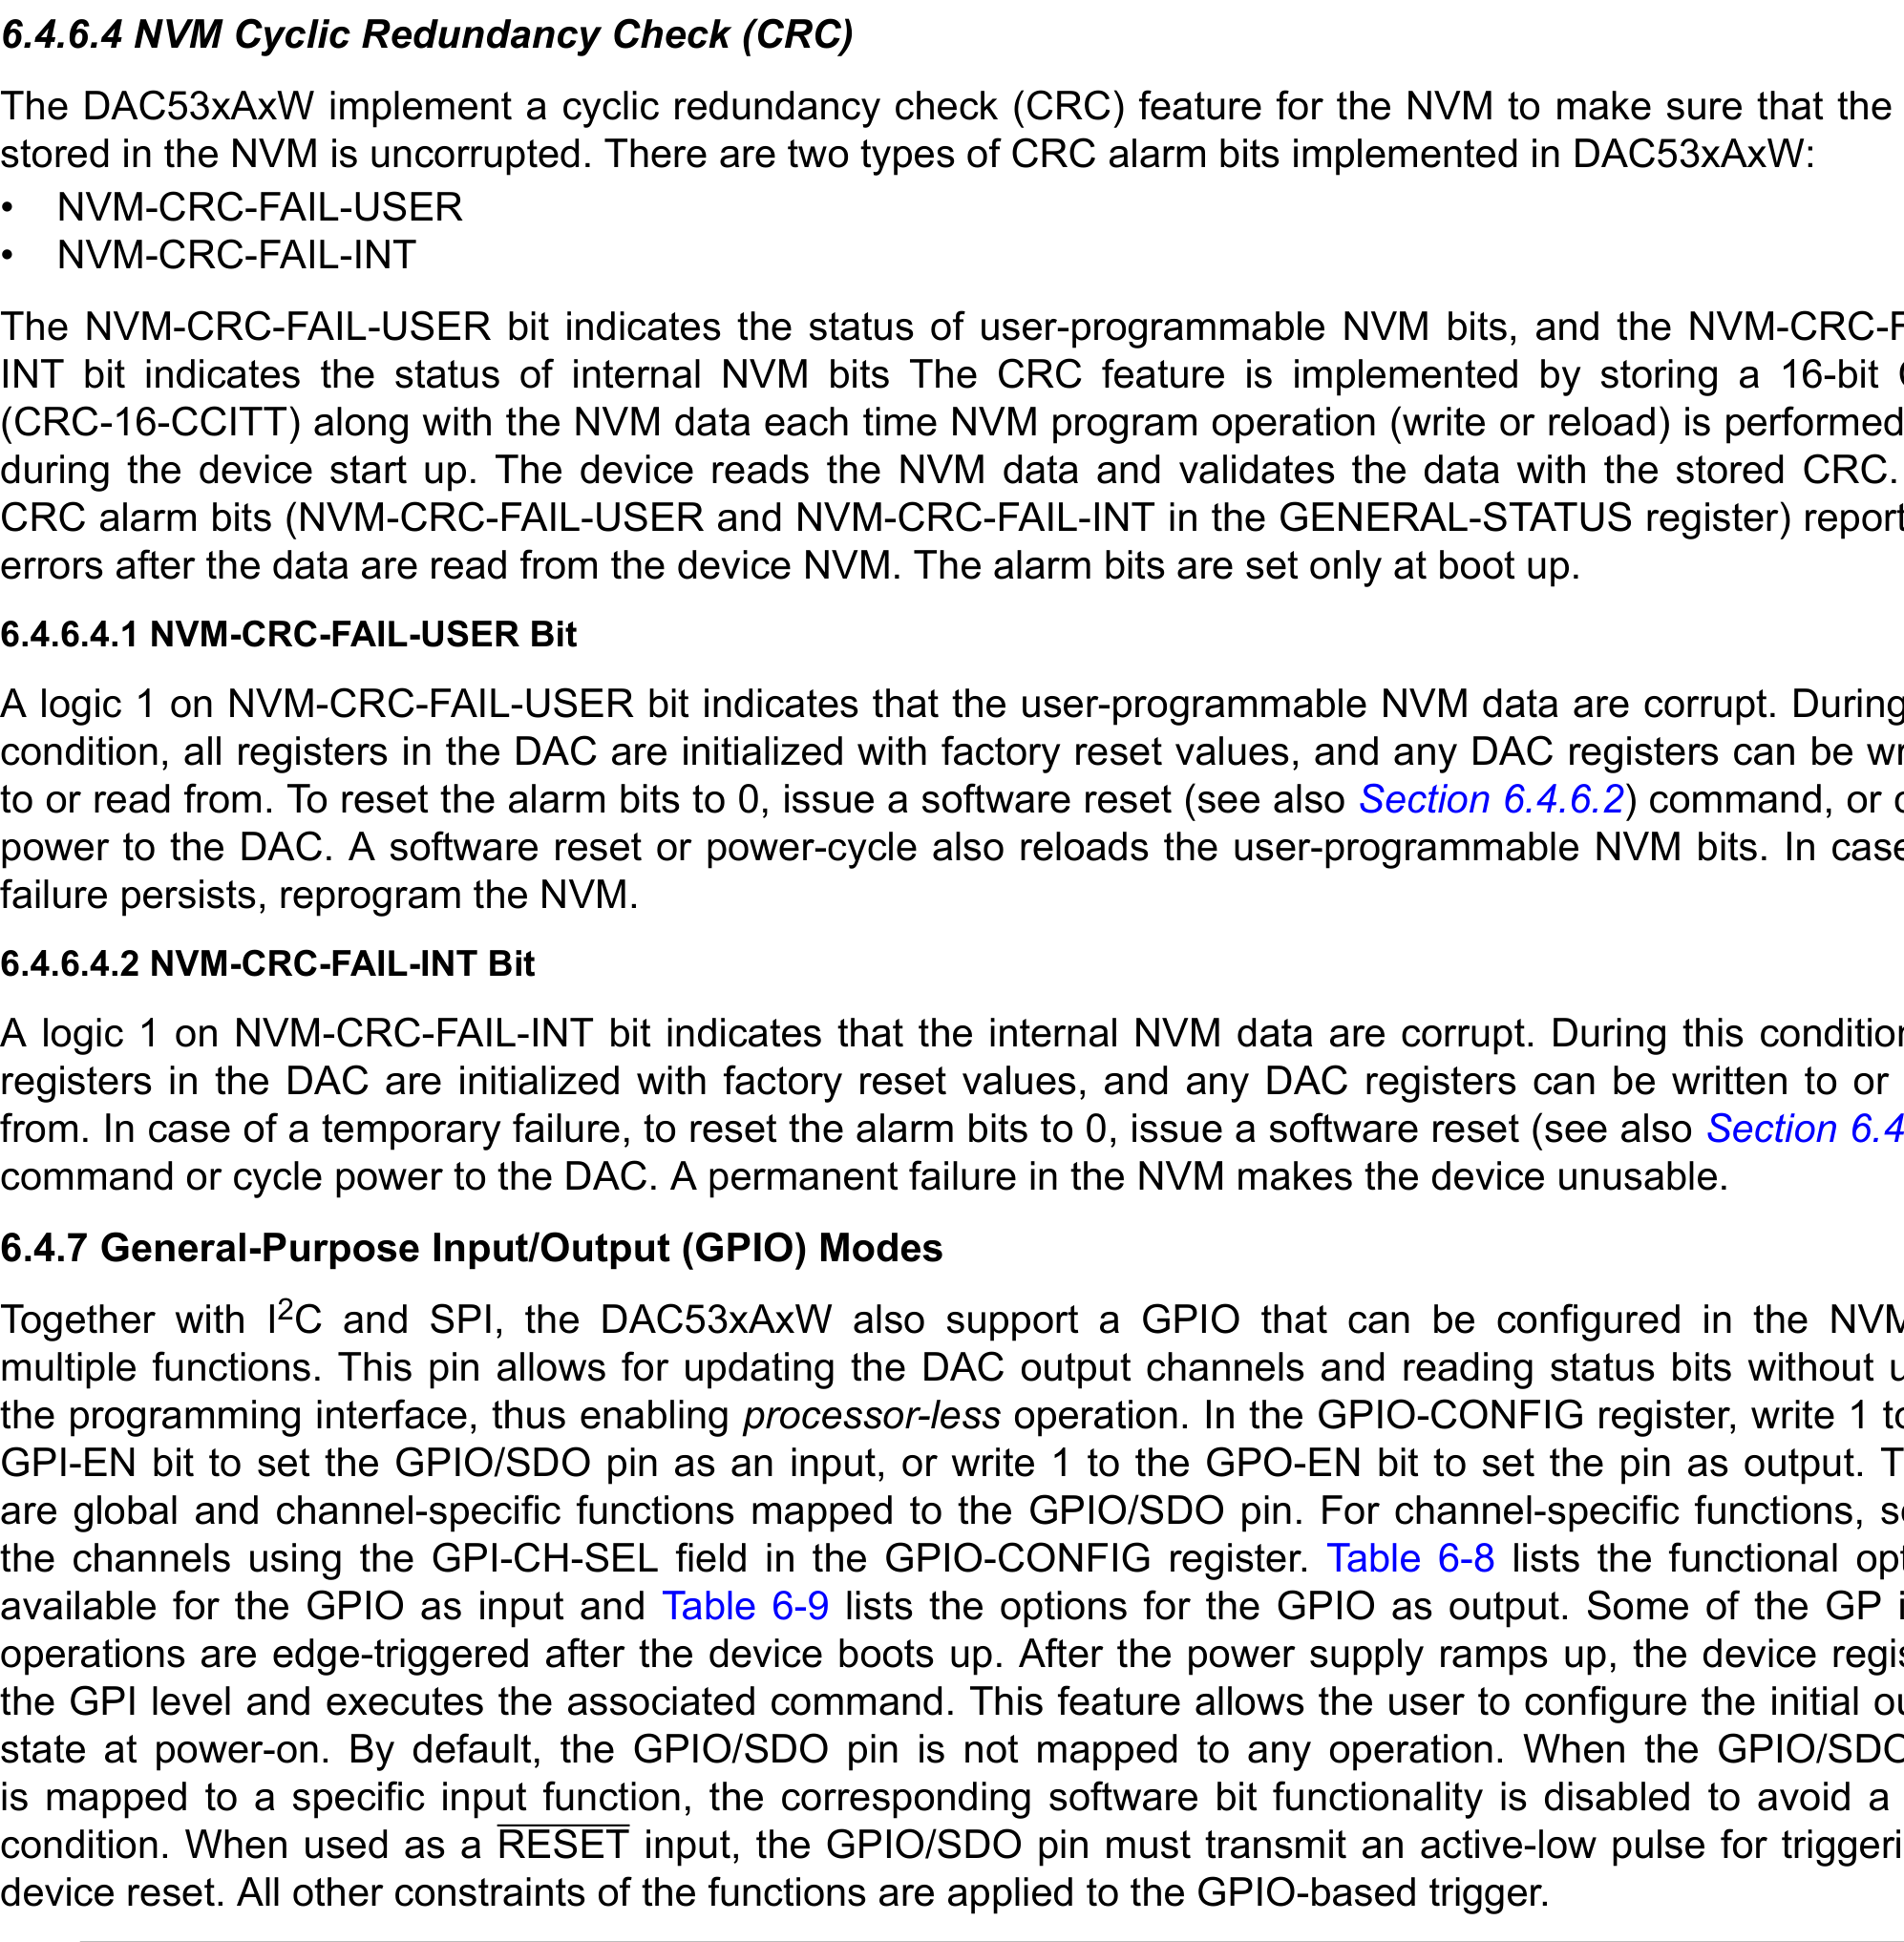 6.4.6.4 NVM Cyclic Redundancy Check (CRC)
The DAC53xAxW implement a cyclic redundancy check (CRC) feature for the NVM to make sure that the
stored in the NVM is uncorrupted. There are two types of CRC alarm bits implemented in DAC53xAxW:
• NVM-CRC-FAIL-USER
• NVM-CRC-FAIL-INT
The NVM-CRC-FAIL-USER bit indicates the status of user-programmable NVM bits, and the NVM-CRC-F
INT bit indicates the status of internal NVM bits The CRC feature is implemented by storing a 16-bit
(CRC-16-CCITT) along with the NVM data each time NVM program operation (write or reload) is performed
during the device start up. The device reads the NVM data and validates the data with the stored CRC.
CRC alarm bits (NVM-CRC-FAIL-USER and NVM-CRC-FAIL-INT in the GENERAL-STATUS register) report
errors after the data are read from the device NVM. The alarm bits are set only at boot up.
6.4.6.4.1 NVM-CRC-FAIL-USER Bit
A logic 1 on NVM-CRC-FAIL-USER bit indicates that the user-programmable NVM data are corrupt. During
condition, all registers in the DAC are initialized with factory reset values, and any DAC registers can be wr
to or read from. To reset the alarm bits to 0, issue a software reset (see also Section 6.4.6.2) command, or
power to the DAC. A software reset or power-cycle also reloads the user-programmable NVM bits. In case
failure persists, reprogram the NVM.
6.4.6.4.2 NVM-CRC-FAIL-INT Bit
A logic 1 on NVM-CRC-FAIL-INT bit indicates that the internal NVM data are corrupt. During this condition
registers in the DAC are initialized with factory reset values, and any DAC registers can be written to or
from. In case of a temporary failure, to reset the alarm bits to 0, issue a software reset (see also Section 6.4
command or cycle power to the DAC. A permanent failure in the NVM makes the device unusable.
6.4.7 General-Purpose Input/Output (GPIO) Modes
Together with I²C and SPI, the DAC53xAxW also support a GPIO that can be configured in the NVM
multiple functions. This pin allows for updating the DAC output channels and reading status bits without u
the programming interface, thus enabling processor-less operation. In the GPIO-CONFIG register, write 1 to
GPI-EN bit to set the GPIO/SDO pin as an input, or write 1 to the GPO-EN bit to set the pin as output. T
are global and channel-specific functions mapped to the GPIO/SDO pin. For channel-specific functions, se
the channels using the GPI-CH-SEL field in the GPIO-CONFIG register. Table 6-8 lists the functional opt
available for the GPIO as input and Table 6-9 lists the options for the GPIO as output. Some of the GP i
operations are edge-triggered after the device boots up. After the power supply ramps up, the device regis
the GPI level and executes the associated command. This feature allows the user to configure the initial ou
state at power-on. By default, the GPIO/SDO pin is not mapped to any operation. When the GPIO/SDO
is mapped to a specific input function, the corresponding software bit functionality is disabled to avoid a
condition. When used as a RESET input, the GPIO/SDO pin must transmit an active-low pulse for triggeri
device reset. All other constraints of the functions are applied to the GPIO-based trigger.